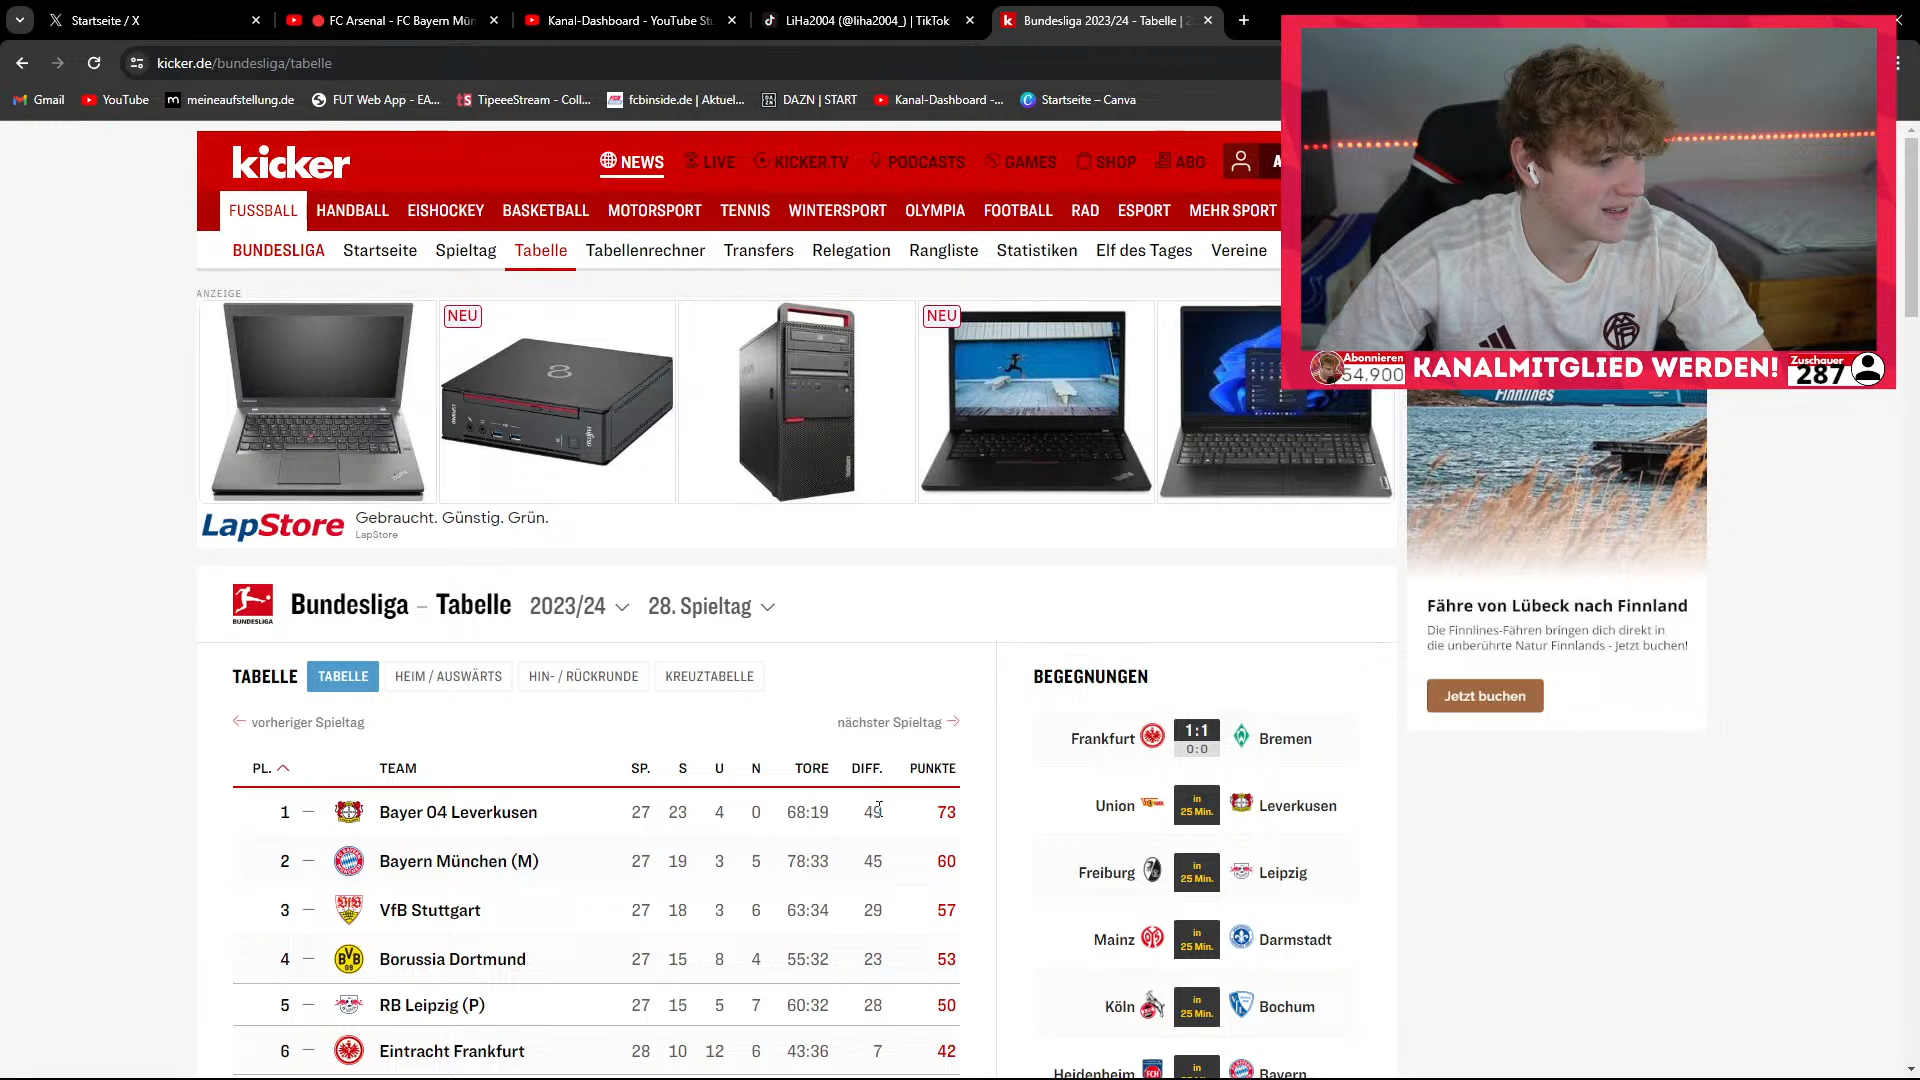 Startseite / X
FC Arsenal - FC Bayern Mün
Kanal-Dashboard - YouTube St
LiHa2004 (@liha2004_) | TikTok
Bundesliga 2023/24 - Tabelle | 2
kicker.de/bundesliga/tabelle
Gmail
YouTube
meineaufstellung.de
FUT Web App - EA...
TipeeeStream - Coll...
fcbinside.de | Aktuel...
DAZN | START
Kanal-Dashboard -...
Startseite – Canva
kicker
NEWS
LIVE
KICKER.TV
PODCASTS
GAMES
SHOP
ABO
A
FUSSBALL
HANDBALL
EISHOCKEY
BASKETBALL
MOTORSPORT
TENNIS
WINTERSPORT
OLYMPIA
FOOTBALL
RAD
ESPORT
MEHR SPORT
BUNDESLIGA
Startseite
Spieltag
Tabelle
Tabellenrechner
Transfers
Relegation
Rangliste
Statistiken
Elf des Tages
Vereine
Abonnieren
54,900
KANALMITGLIED WERDEN!
Zuschauer
287
ANZEIGE
NEU
NEU
LapStore
Gebraucht. Günstig. Grün.
LapStore
Finnlines
Fähre von Lübeck nach Finnland
Die Finnlines-Fähren bringen dich direkt in
die unberührte Natur Finnlands - Jetzt buchen!
Jetzt buchen
BUNDESLIGA
Bundesliga – Tabelle 2023/24 28. Spieltag
TABELLE
TABELLE
HEIM / AUSWÄRTS
HIN- / RÜCKRUNDE
KREUZTABELLE
vorheriger Spieltag
nächster Spieltag
PL. TEAM SP. S U N TORE DIFF. PUNKTE
1 – Bayer 04 Leverkusen 27 23 4 0 68:19 49 73
2 – Bayern München (M) 27 19 3 5 78:33 45 60
3 – VfB Stuttgart 27 18 3 6 63:34 29 57
4 – Borussia Dortmund 27 15 8 4 55:32 23 53
5 – RB Leipzig (P) 27 15 5 7 60:32 28 50
6 – Eintracht Frankfurt 28 10 12 6 43:36 7 42
BEGEGNUNGEN
Frankfurt 1:1 Bremen
0:0
Union in 25 Min. Leverkusen
Freiburg in 25 Min. Leipzig
Mainz in 25 Min. Darmstadt
Köln in 25 Min. Bochum
Heidenheim in Bayern